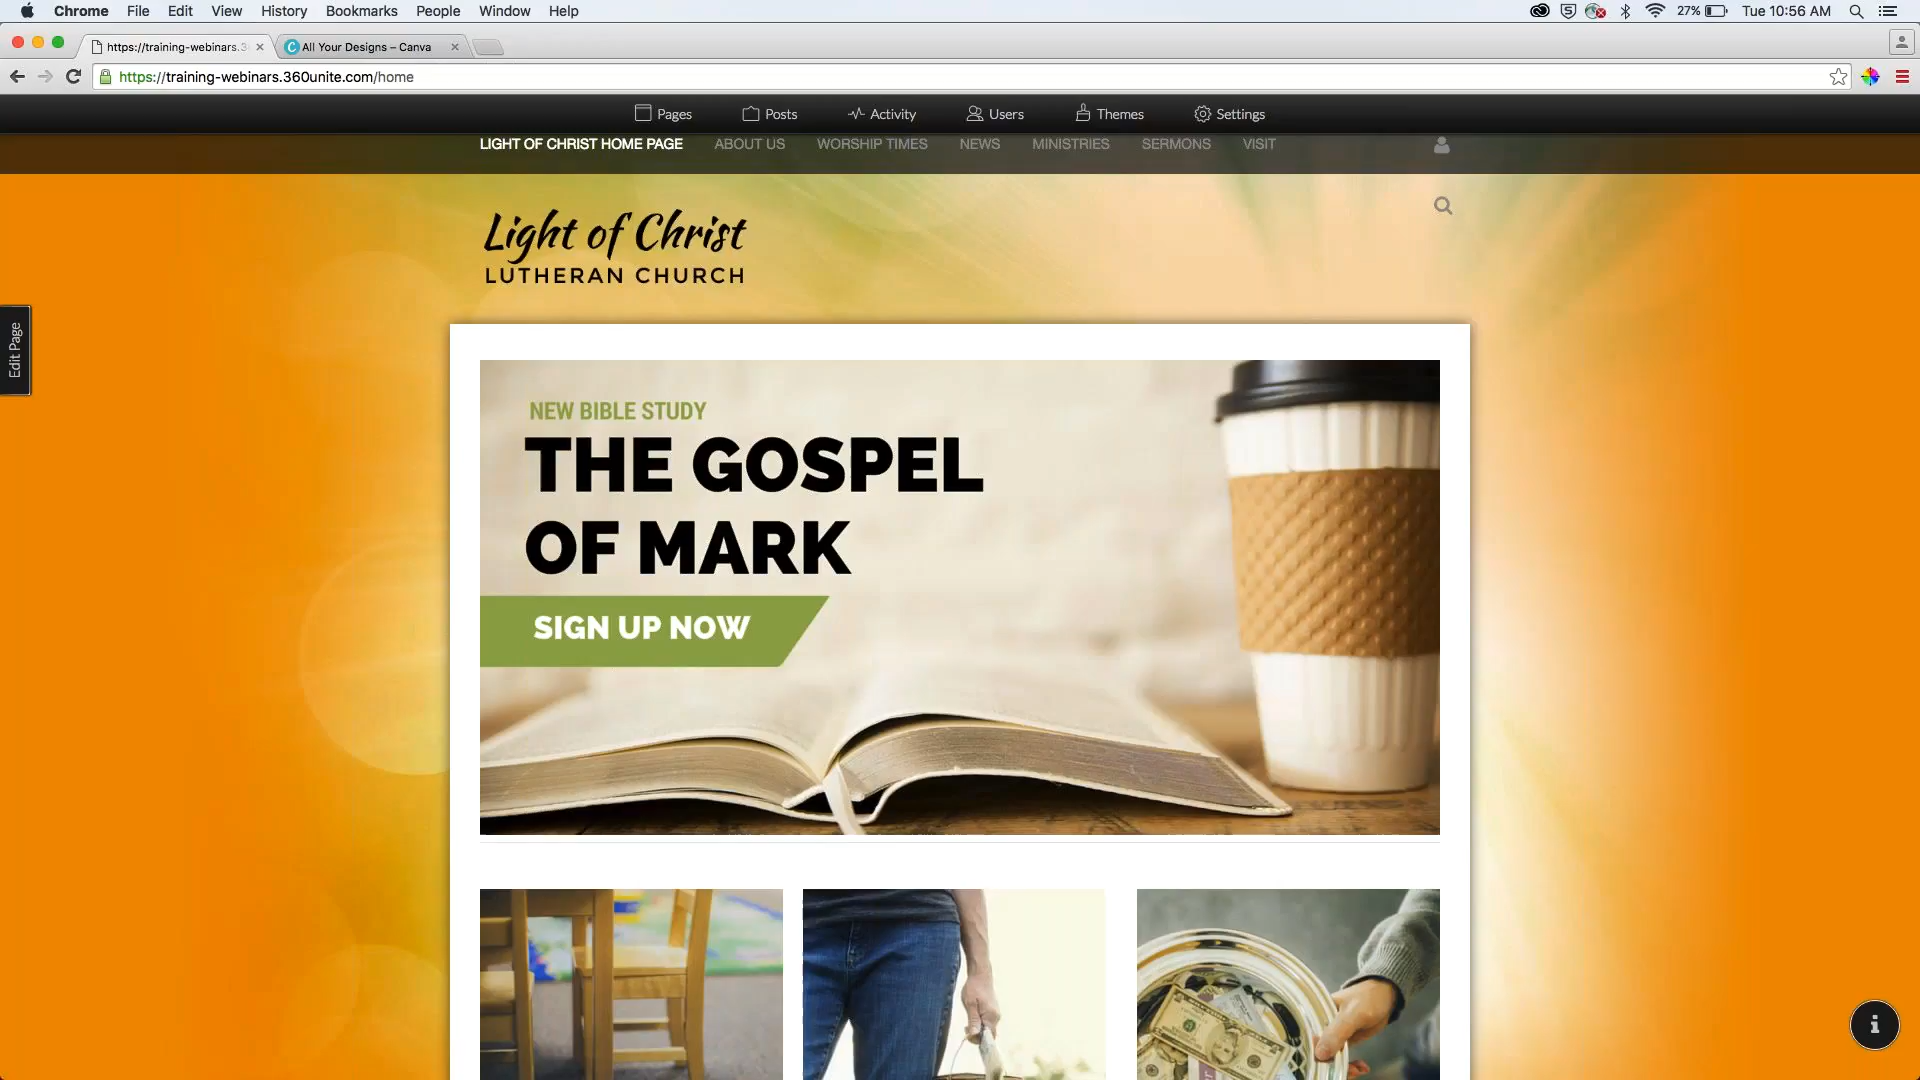 Chrome File Edit View History Bookmarks People Window Help 27% Tue 10:56 AM
https://training-webinars.3 All Your Designs – Canva
https://training-webinars.360unite.com/home
Pages Posts Activity Users Themes Settings
LIGHT OF CHRIST HOME PAGE ABOUT US WORSHIP TIMES NEWS MINISTRIES SERMONS VISIT
Light of Christ
LUTHERAN CHURCH
Edit Page
NEW BIBLE STUDY
THE GOSPEL
OF MARK
SIGN UP NOW